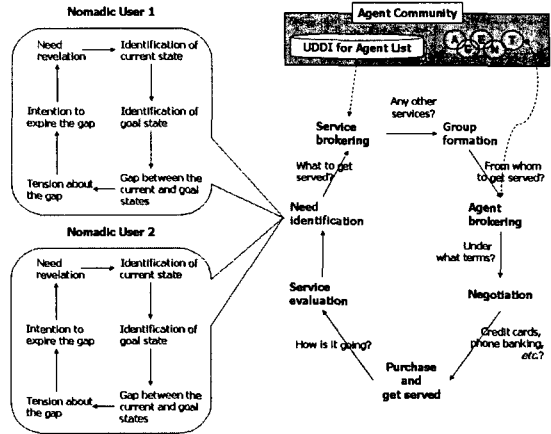 Nomadic User 1
Need
revelation
Identification of
current state
Intention to
expire the gap
Identification of
goal state
Tension about
the gap
Gap between the
current and goal
states
Nomadic User 2
Need
revelation
Identification of
current state
Intention to
expire the gap
Identification of
goal state
Tension about
the gap
Gap between the
current and goal
states
Agent Community
UDDI for Agent List
A G E N T
Any other
services?
Service
brokering
Group
formation
What to get
served?
From whom
to get served?
Need
identification
Agent
brokering
Under
what terms?
Service
evaluation
Negotiation
How is it going?
Credit cards,
phone banking,
etc.?
Purchase
and
get served